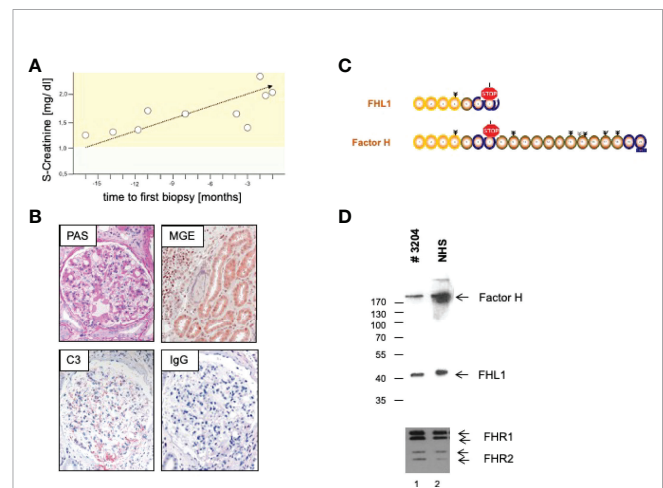 A
S-Creatinine [mg/ dl]
2,0
1,5
1,0
0,5
-15 -12 -9 -6 -3
time to first biopsy [months]
B
PAS
MGE
C3
IgG
C
FHL1
STOP
Factor H
STOP
D
# 3204
NHS
Factor H
170
130
100
70
55
FHL1
40
35
FHR1
FHR2
1 2